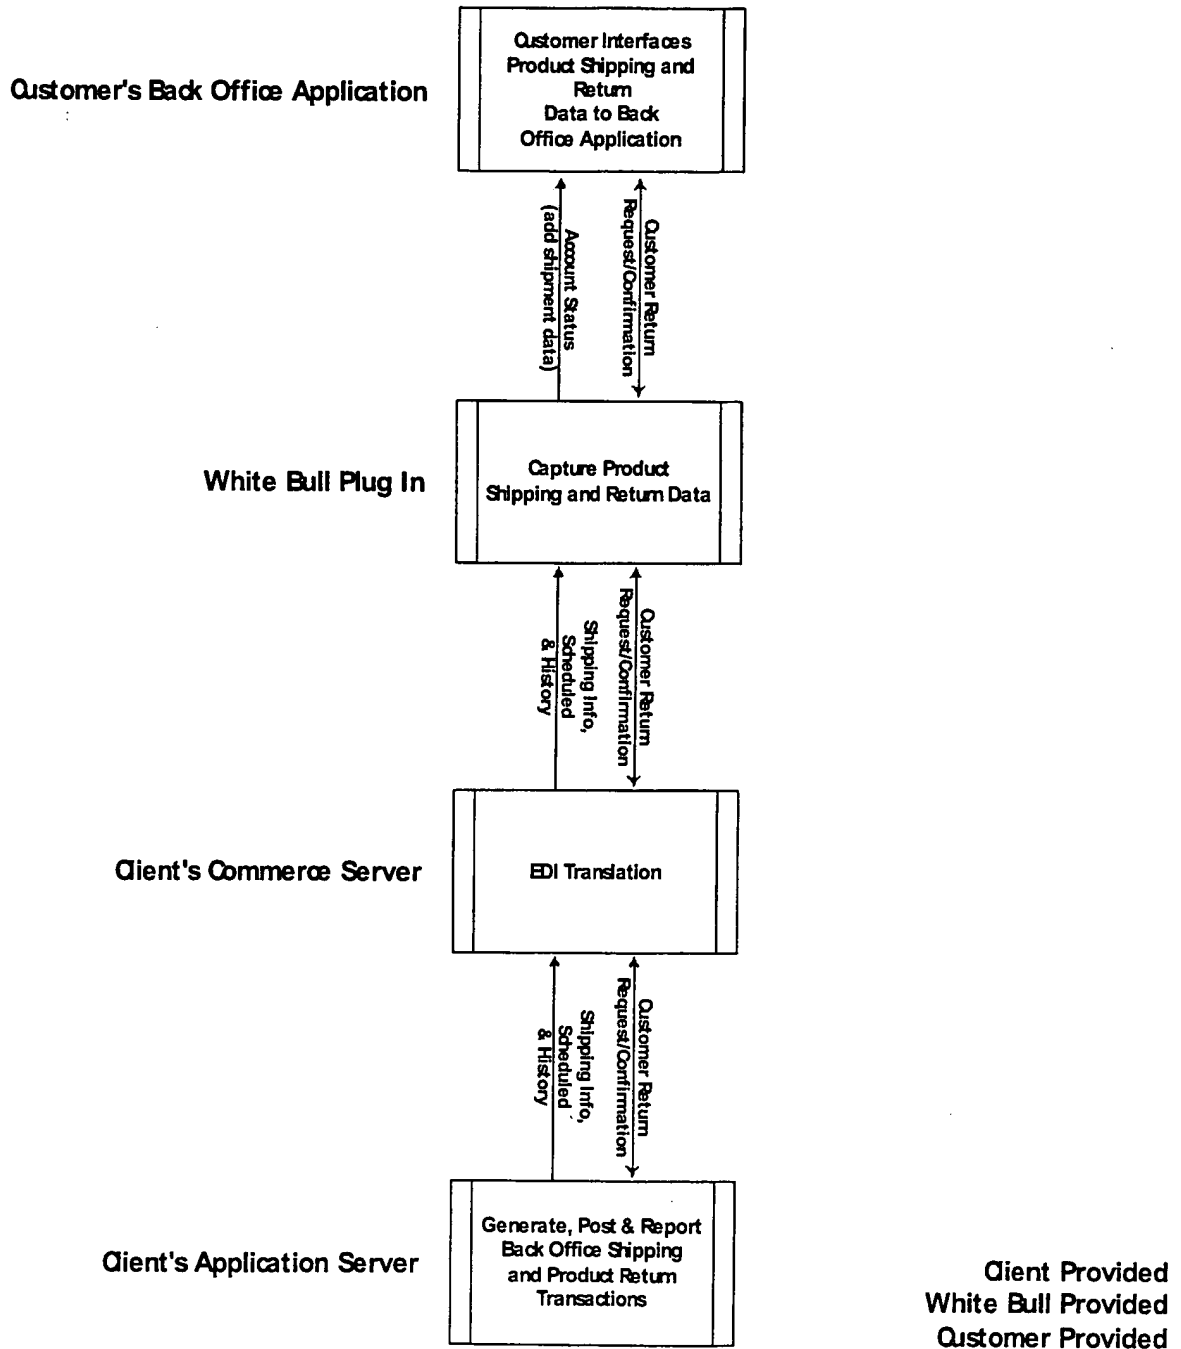 Customer Interfaces
Product Shipping and
Return
Data to Back
Office Application
Customer's Back Office Application
Account Status
(add shipment data)
Customer Return
Request/Confirmation
White Bull Plug In
Capture Product
Shipping and Return Data
Shipping Info,
Scheduled
& History
Customer Return
Request/Confirmation
Client's Commerce Server
EDI Translation
Shipping Info,
Scheduled
& History
Customer Return
Request/Confirmation
Client's Application Server
Generate, Post & Report
Back Office Shipping
and Product Return
Transactions
Client Provided
White Bull Provided
Customer Provided